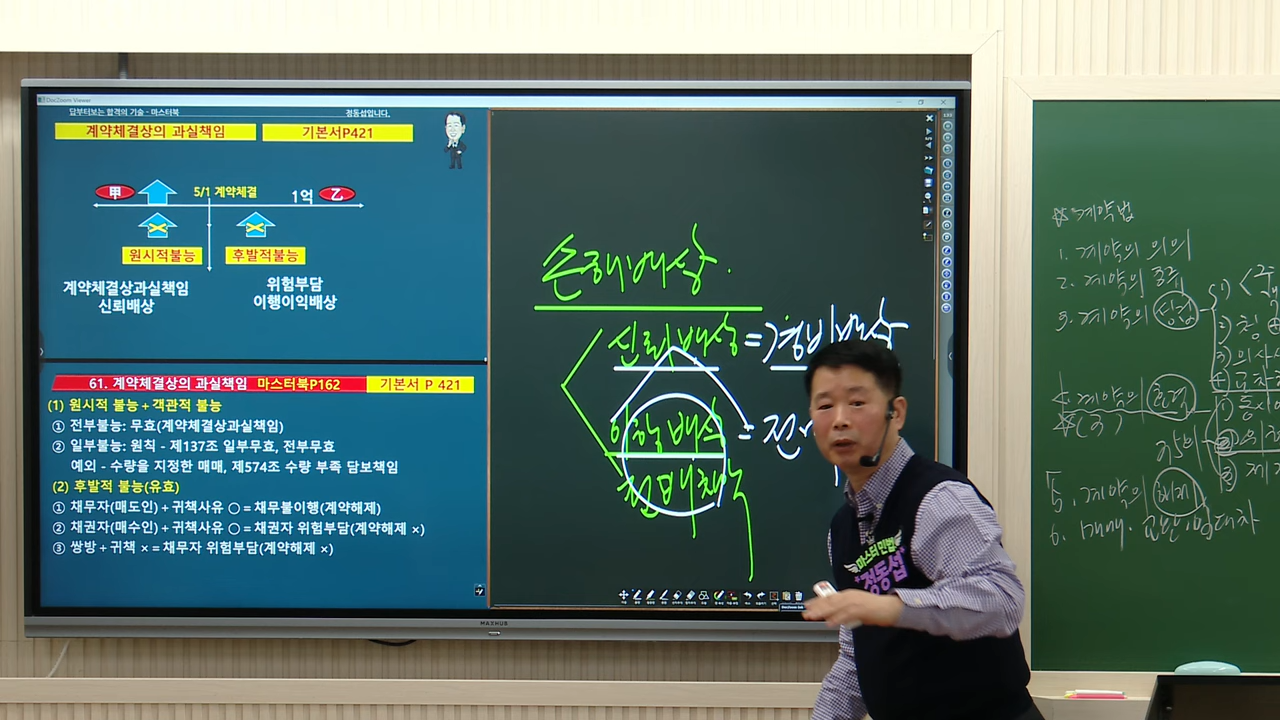 DocZoom Viewer
답부터보는 합격의 기술 - 마스터북 정동섭입니다.
계약체결상의 과실책임 기본서P421
甲 5/1 계약체결 1억 乙
원시적불능 후발적불능
계약체결상과실책임
신뢰배상
위험부담
이행이익배상
61. 계약체결상의 과실책임 마스터북P162 기본서 P 421
(1) 원시적 불능 + 객관적 불능
① 전부불능: 무효(계약체결상과실책임)
② 일부불능: 원칙 - 제137조 일부무효, 전부무효
예외 - 수량을 지정한 매매, 제574조 수량 부족 담보책임
(2) 후발적 불능(유효)
① 채무자(매도인) + 귀책사유 ○ = 채무불이행(계약해제)
② 채권자(매수인) + 귀책사유 ○ = 채권자 위험부담(계약해제 ×)
③ 쌍방 + 귀책 × = 채무자 위험부담(계약해제 ×)
손해배상.
신뢰배상 = 경비배상
이행배상 = 전
MAXHUB
마스터 민법
정동섭
계약법
1. 계약의 의의
2. 계약의 종류
3. 계약의 성립
4. 계약의 효력
5. 계약의 해제
6. 매매. 교환. 임대차